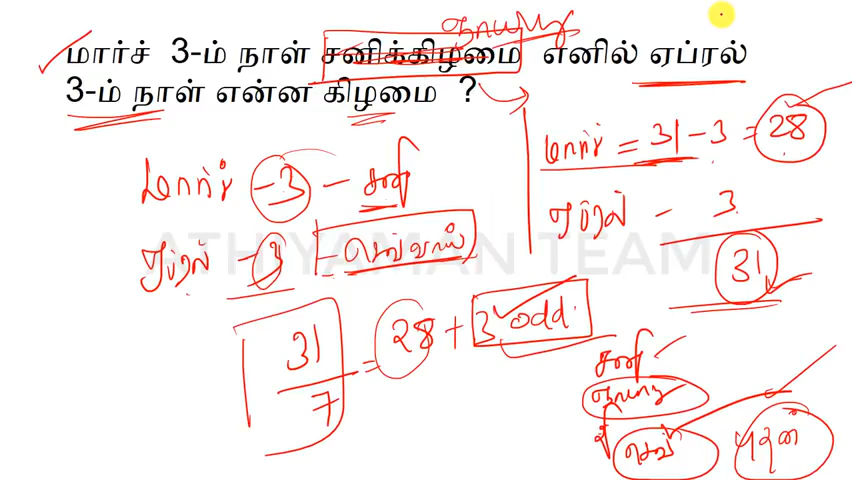 ஞாயிறு
மார்ச் 3-ம் நாள் சனிக்கிழமை எனில் ஏப்ரல்
3-ம் நாள் என்ன கிழமை ?
மார்ச் = 31 - 3 = 28
ஏப்ரல் - 3
31
மார்ச் - 3 - சனி
ஏப்ரல் - 3 - செவ்வாய்
ATHIYAMAN TEAM
31/7 = 28 + 3 odd.
சனி
ஞாயிறு
தி
செவ்
புதன்